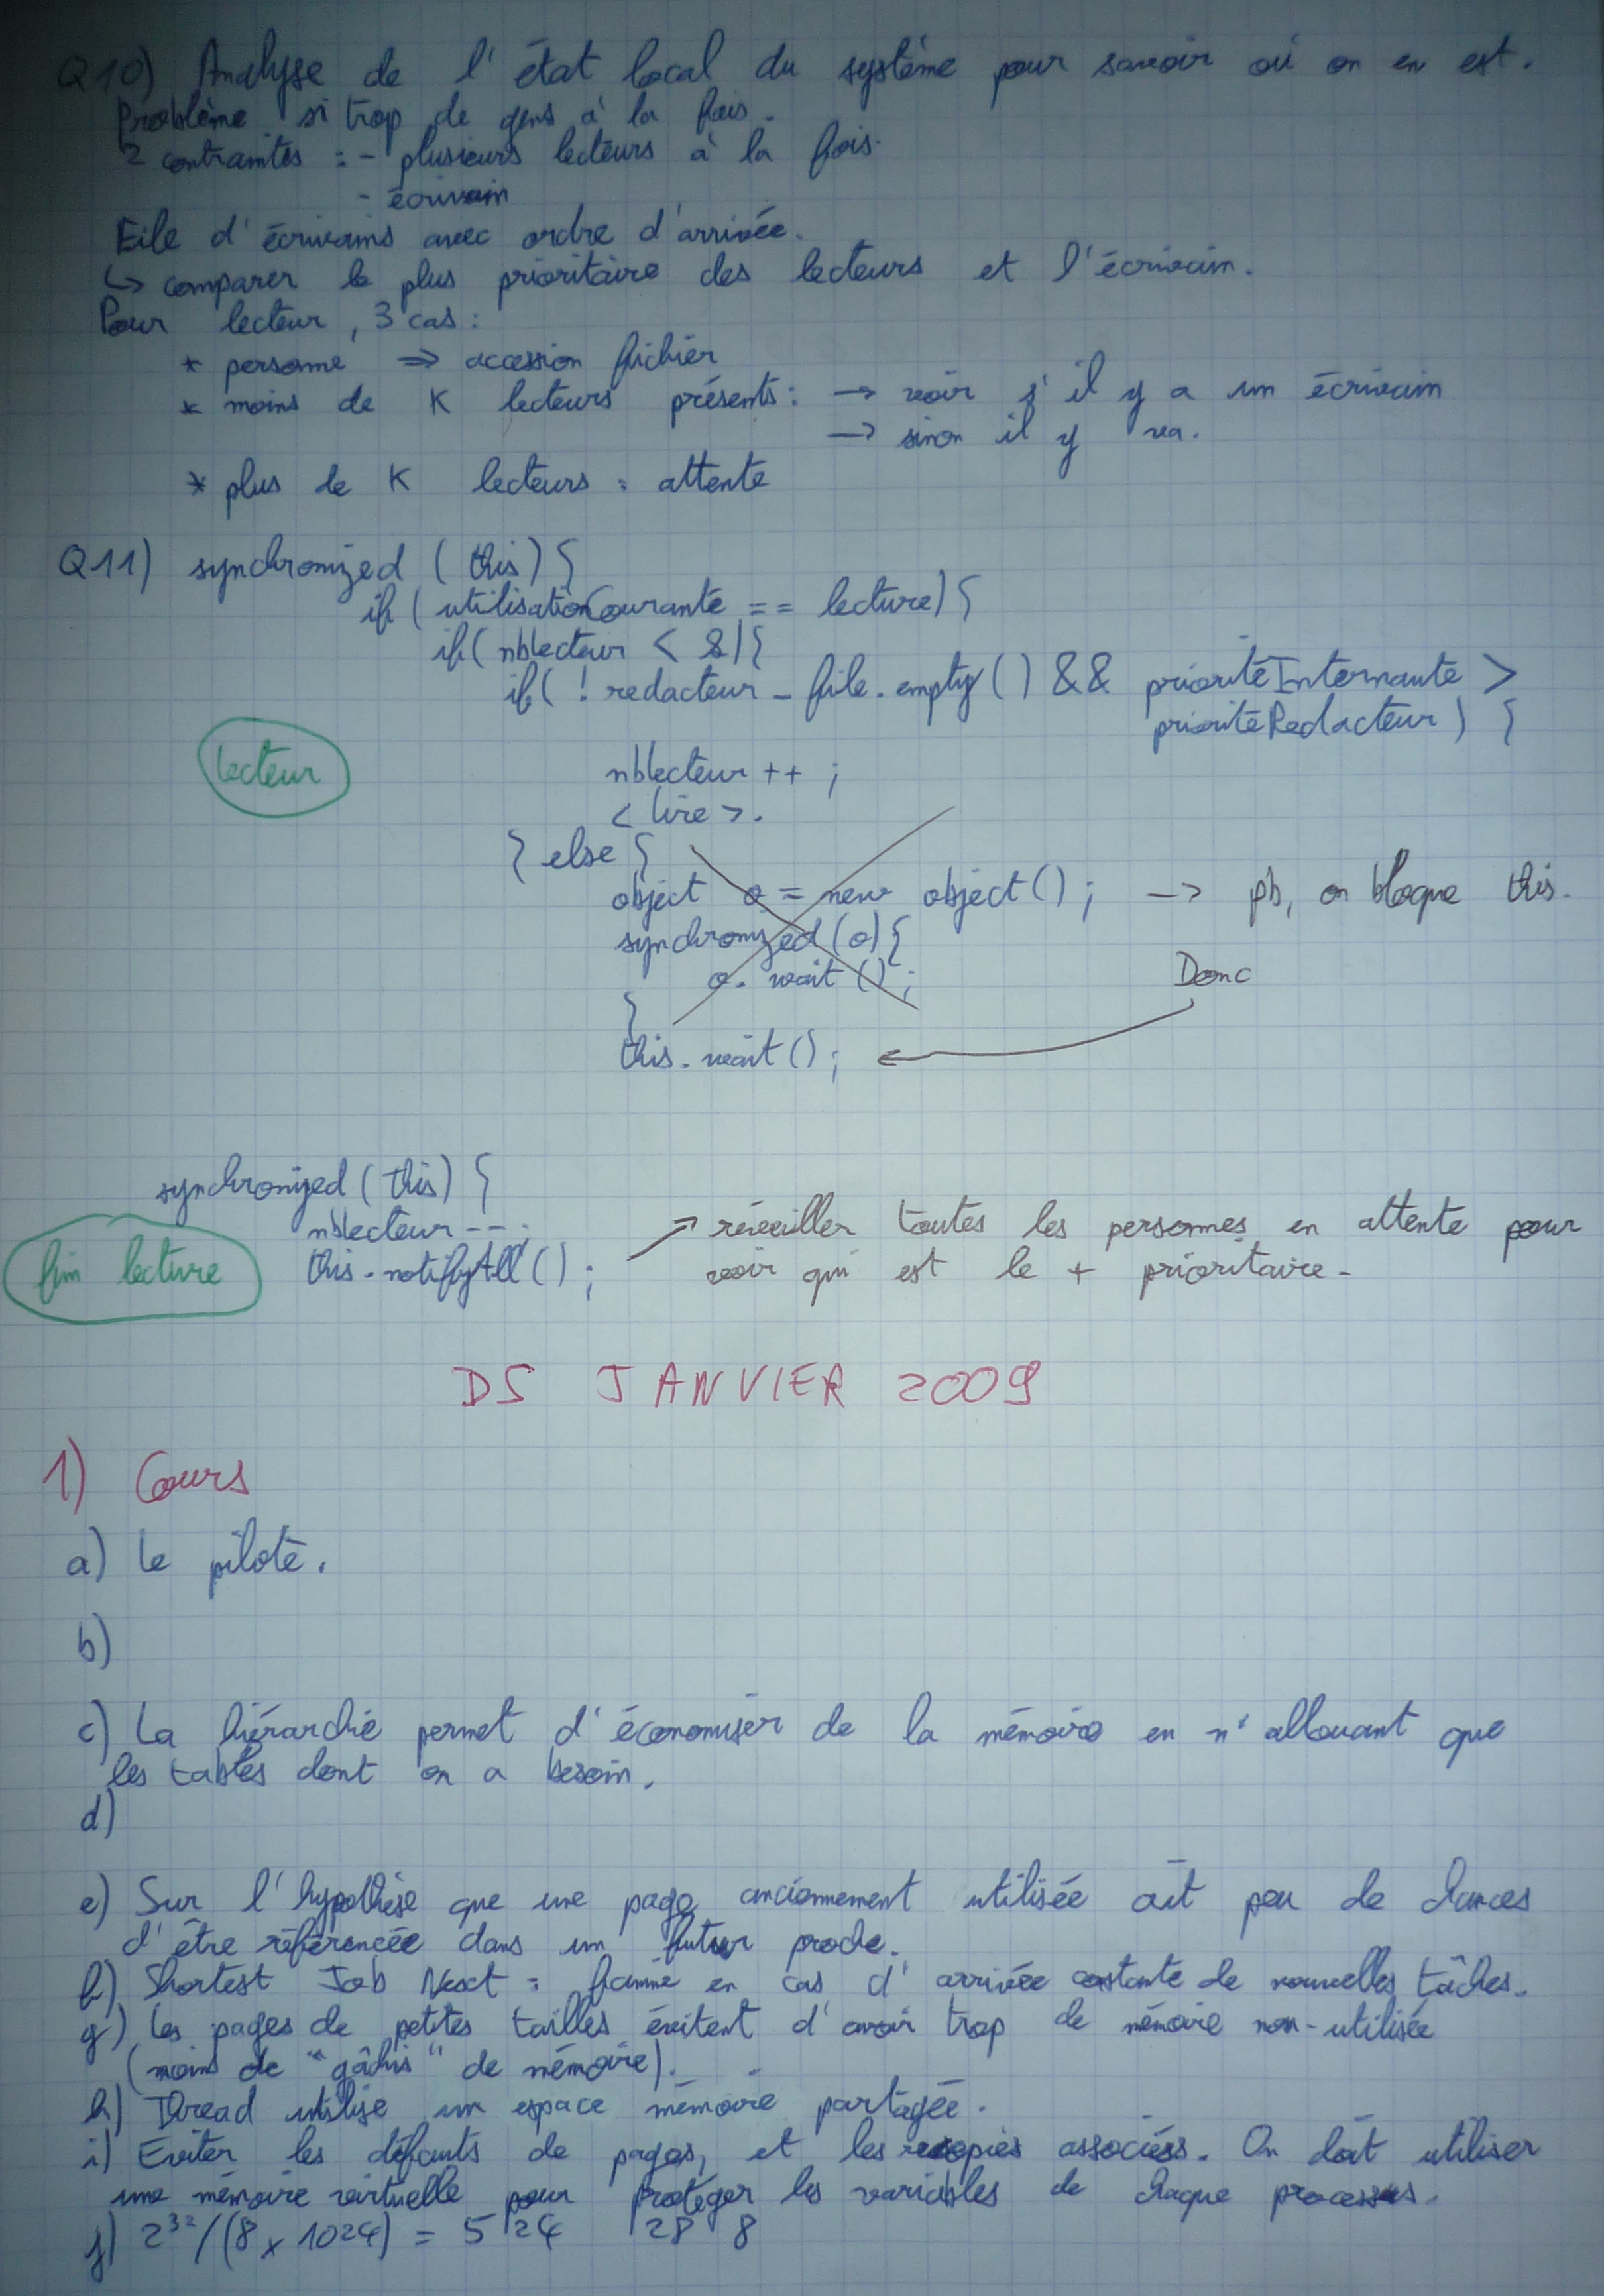 Q10) Analyse de l'état local du système pour savoir où on en est.
Problème si trop de gens à la fois.
2 contraintes : - plusieurs lecteurs à la fois.
- écrivain
File d'écrivains avec ordre d'arrivée.
↳ comparer le plus prioritaire des lecteurs et l'écrivain.
Pour lecteur, 3 cas :
* personne ⇒ accession fichier
* moins de K lecteurs présents : → voir s'il y a un écrivain
→ sinon il y va.
* plus de K lecteurs : attente
Q11) synchronized (this) {
if (utilisationCourante == lecture) {
if (nblecteur < 8) {
if (! redacteur_file.empty() && prioritéInternaute >
prioritéRedacteur) {
lecteur
nblecteur ++ ;
< lire >.
} else {
object o = new object() ; → pb, on bloque this.
synchronized (o) {
o. wait () ;
Donc
}
this.wait() ;
synchronized (this) {
nblecteur -- ; → réveiller toutes les personnes en attente pour
fin lecture this.notifyAll () ; voir qui est le + prioritaire.
DS JANVIER 2009
1) Cours
a) Le pilote.
b)
c) La hiérarchie permet d'économiser de la mémoire en n'allouant que
les tables dont on a besoin.
d)
e) Sur l'hypothèse que une page anciennement utilisée ait peu de chances
d'être référencée dans un futur proche.
f) Shortest Job Next : famine en cas d'arrivée constante de nouvelles tâches.
g) Les pages de petites tailles évitent d'avoir trop de mémoire non-utilisée
(moins de "gâchis" de mémoire).
h) Thread utilise un espace mémoire partagée.
i) Eviter les défauts de pages, et les recopies associées. On doit utiliser
une mémoire virtuelle pour protéger les variables de chaque processus.
j) 2³²/(8 x 1024) = 524 28 8